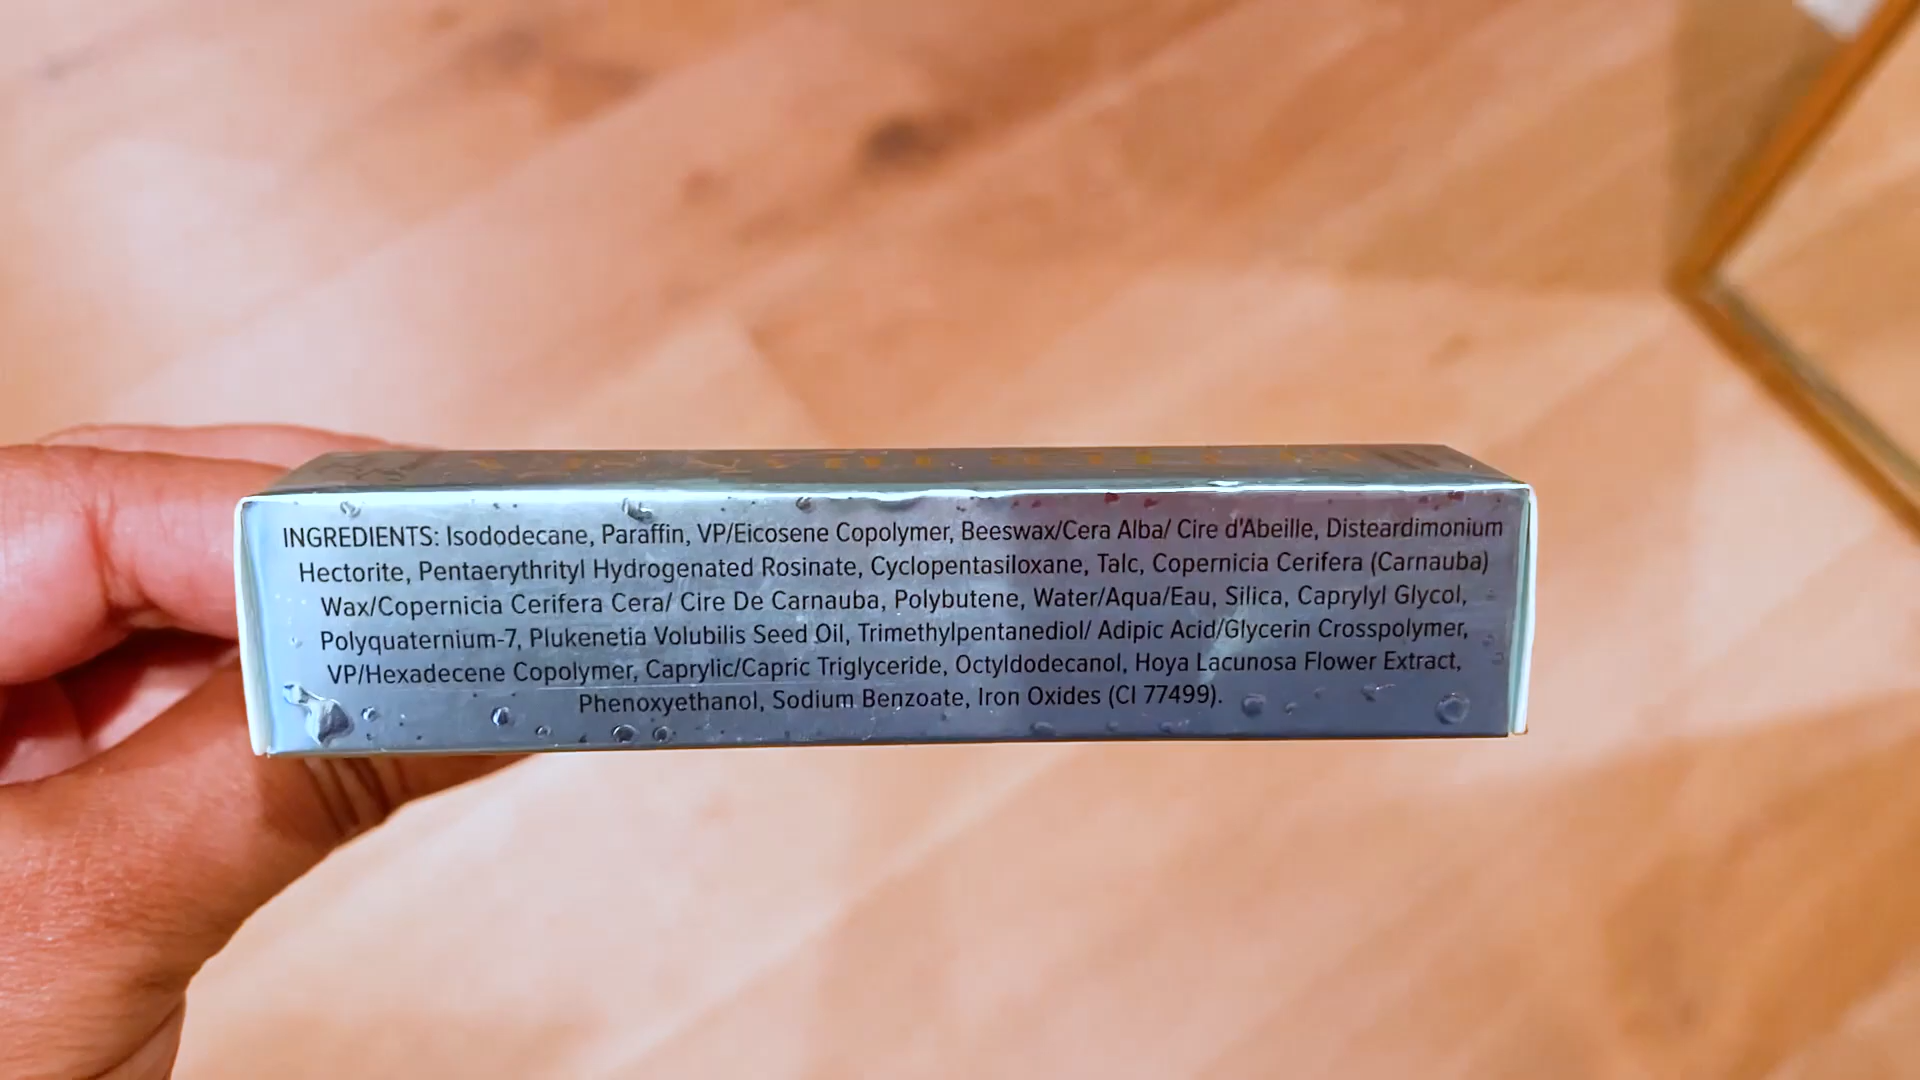 INGREDIENTS: Isododecane, Paraffin, VP/Eicosene Copolymer, Beeswax/Cera Alba/ Cire d'Abeille, Disteardimonium
Hectorite, Pentaerythrityl Hydrogenated Rosinate, Cyclopentasiloxane, Talc, Copernicia Cerifera (Carnauba)
Wax/Copernicia Cerifera Cera/ Cire De Carnauba, Polybutene, Water/Aqua/Eau, Silica, Caprylyl Glycol,
Polyquaternium-7, Plukenetia Volubilis Seed Oil, Trimethylpentanediol/ Adipic Acid/Glycerin Crosspolymer,
VP/Hexadecene Copolymer, Caprylic/Capric Triglyceride, Octyldodecanol, Hoya Lacunosa Flower Extract,
Phenoxyethanol, Sodium Benzoate, Iron Oxides (CI 77499).